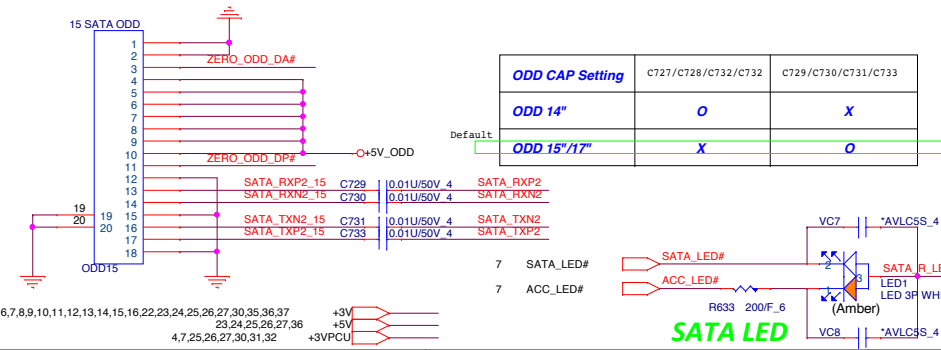 15 SATA ODD
1
2
3
4
5
6
7
8
9
10
11
12
13
14
15
16
17
18
19
20
19
20
ODD15
ZERO_ODD_DA#
+5V_ODD
ZERO_ODD_DP#
SATA_RXP2_15 C729 0.01U/50V_4 SATA_RXP2
SATA_RXN2_15 C730 0.01U/50V_4 SATA_RXN2
SATA_TXN2_15 C731 0.01U/50V_4 SATA_TXN2
SATA_TXP2_15 C733 0.01U/50V_4 SATA_TXP2
ODD CAP Setting C727/C728/C732/C732 C729/C730/C731/C733
ODD 14" O X
Default
ODD 15"/17" X O
VC7 *AVLC5S_4
7 SATA_LED# SATA_LED#
7 ACC_LED# ACC_LED#
2
3
1
SATA_R_LE
LED1
LED 3P WHI
(Amber)
R633 200/F_6
SATA LED
VC8 *AVLC5S_4
6,7,8,9,10,11,12,13,14,15,16,22,23,24,25,26,27,30,35,36,37 +3V
23,24,25,26,27,36 +5V
4,7,25,26,27,30,31,32 +3VPCU